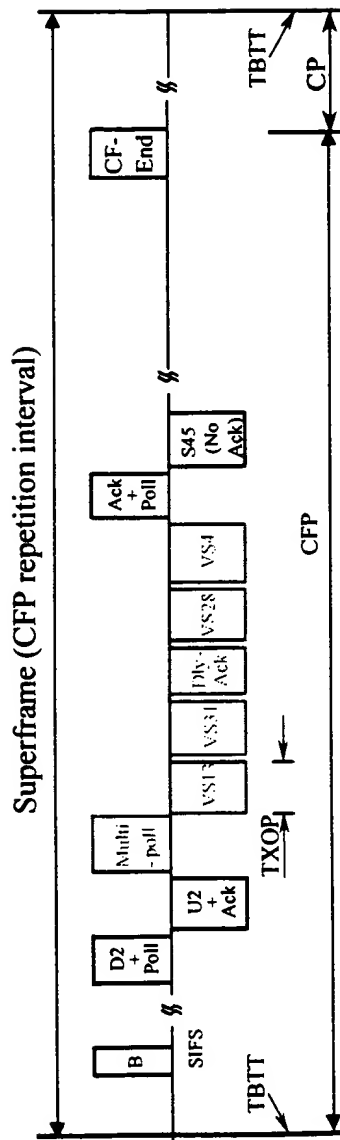 Superframe (CFP repetition interval)
B
D2
+
Poll
Multi
-poll
Ack
+
Poll
CF-
End
SIFS
U2
+
Ack
VS13
VS31
Dly-
Ack
VS28
VS4
S45
(No
Ack)
TXOP
TBTT
TBTT
CFP
CP